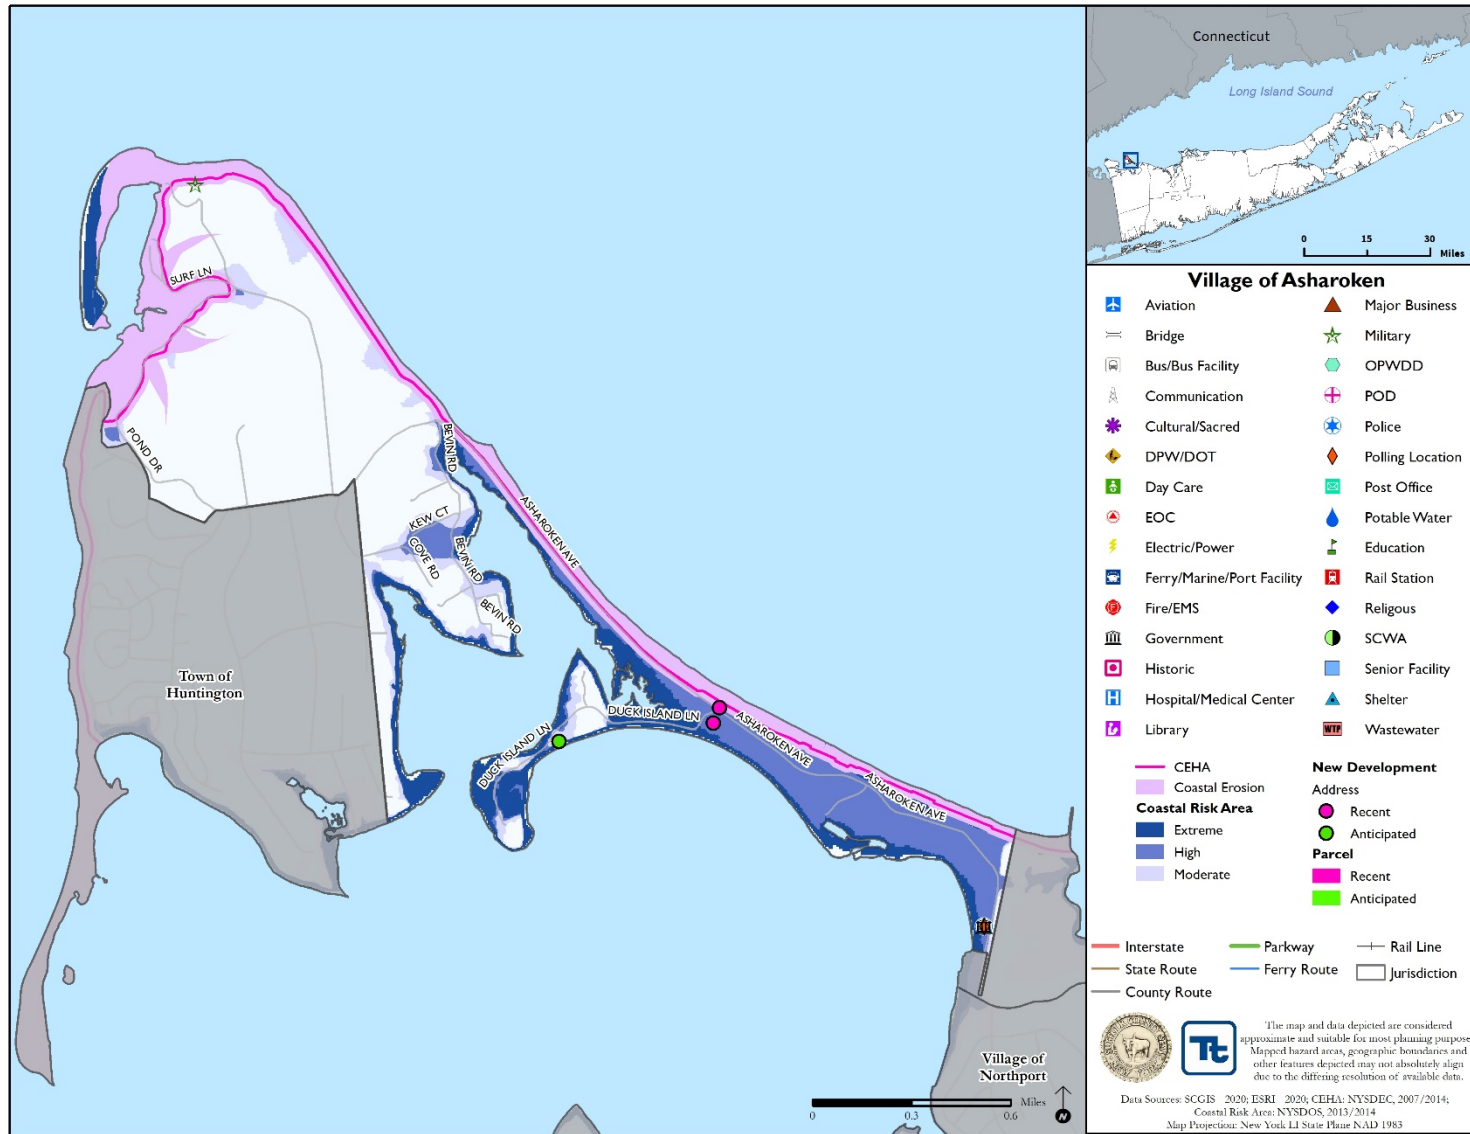 Connecticut
Long Island Sound
0 15 30
Miles
Village of Asharoken
Aviation
Bridge
Bus/Bus Facility
Communication
Cultural/Sacred
DPW/DOT
Day Care
EOC
Electric/Power
Ferry/Marine/Port Facility
Fire/EMS
Government
Historic
Hospital/Medical Center
Library
Major Business
Military
OPWDD
POD
Police
Polling Location
Post Office
Potable Water
Education
Rail Station
Religous
SCWA
Senior Facility
Shelter
WTP Wastewater
CEHA
Coastal Erosion
Coastal Risk Area
Extreme
High
Moderate
New Development
Address
Recent
Anticipated
Parcel
Recent
Anticipated
Interstate
State Route
County Route
Parkway
Ferry Route
Rail Line
Jurisdiction
Tt
The map and data depicted are considered
approximate and suitable for most planning purpose
Mapped hazard areas, geographic boundaries and
other features depicted may not absolutely align
due to the differing resolution of available data.
Data Sources: SCGIS 2020; ESRI 2020; CEHA: NYSDEC, 2007/2014;
Coastal Risk Area: NYSDOS, 2013/2014
Map Projection: New York LI State Plane NAD 1983
SURF LN
POND DR
BEVIN RD
ASHAROKEN AVE
KEW CT
COVE RD
BEVIN RD
BEVIN RD
Town of
Huntington
DUCK ISLAND LN
DUCK ISLAND LN
ASHAROKEN AVE
ASHAROKEN AVE
Village of
Northport
Miles
0 0.3 0.6
N